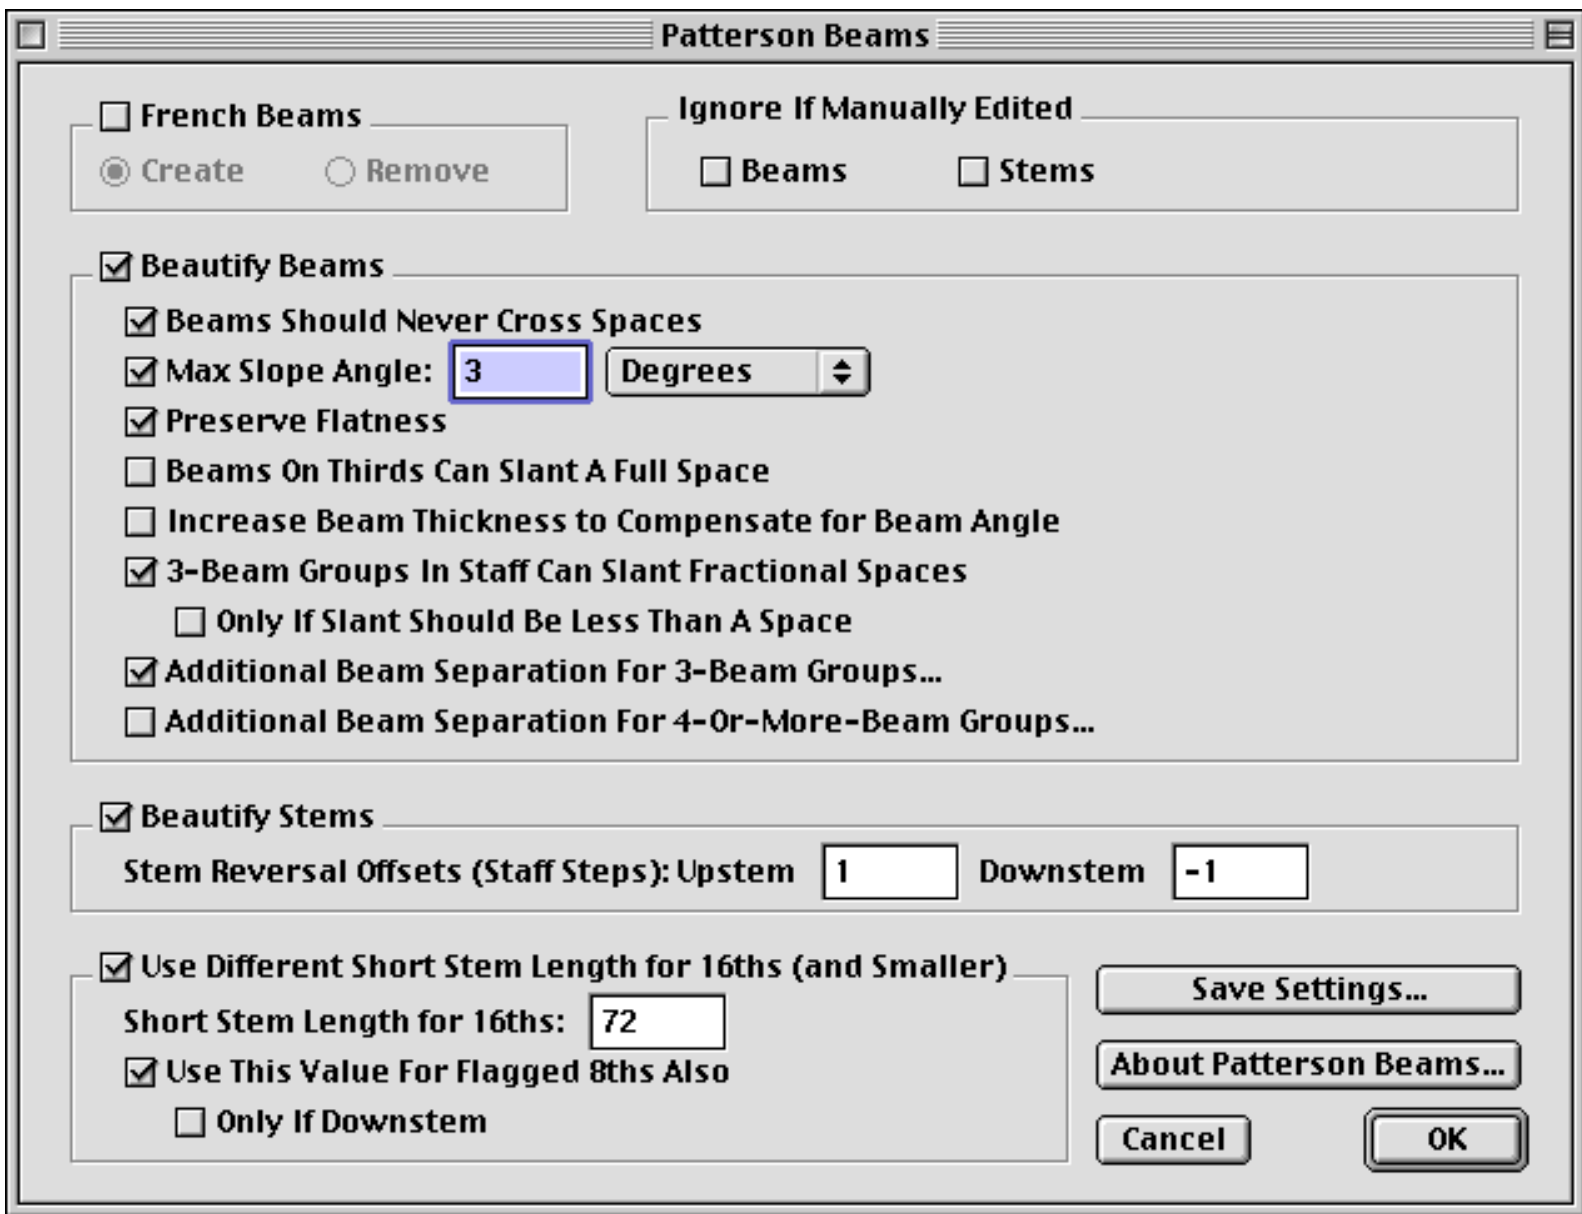 Patterson Beams
French Beams
Create Remove
Ignore If Manually Edited
Beams Stems
Beautify Beams
Beams Should Never Cross Spaces
Max Slope Angle: 3 Degrees
Preserve Flatness
Beams On Thirds Can Slant A Full Space
Increase Beam Thickness to Compensate for Beam Angle
3-Beam Groups In Staff Can Slant Fractional Spaces
Only If Slant Should Be Less Than A Space
Additional Beam Separation For 3-Beam Groups...
Additional Beam Separation For 4-Or-More-Beam Groups...
Beautify Stems
Stem Reversal Offsets (Staff Steps): Upstem 1 Downstem -1
Use Different Short Stem Length for 16ths (and Smaller)
Short Stem Length for 16ths: 72
Use This Value For Flagged 8ths Also
Only If Downstem
Save Settings...
About Patterson Beams...
Cancel OK